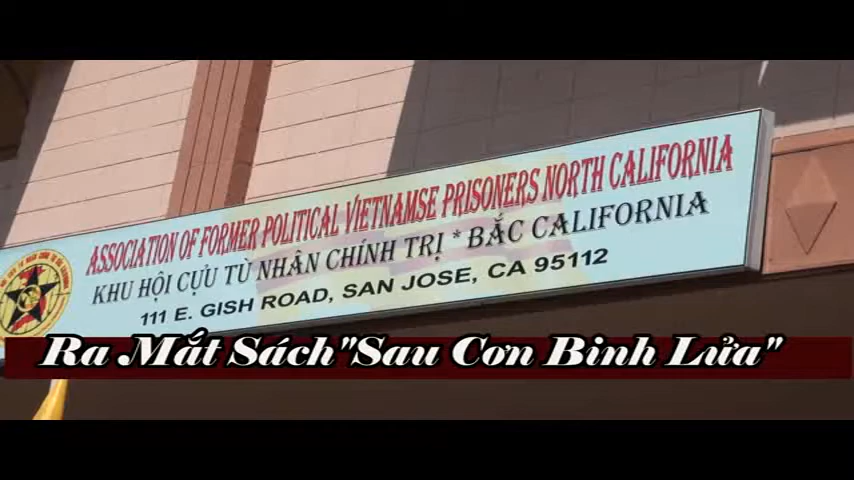 ASSOCIATION OF FORMER POLITICAL VIETNAMSE PRISONERS NORTH CALIFORNIA
KHU HỘI CỰU TÙ NHÂN CHÍNH TRỊ * BẮC CALIFORNIA
111 E. GISH ROAD, SAN JOSE, CA 95112
Ra Mắt Sách "Sau Cơn Binh Lửa"